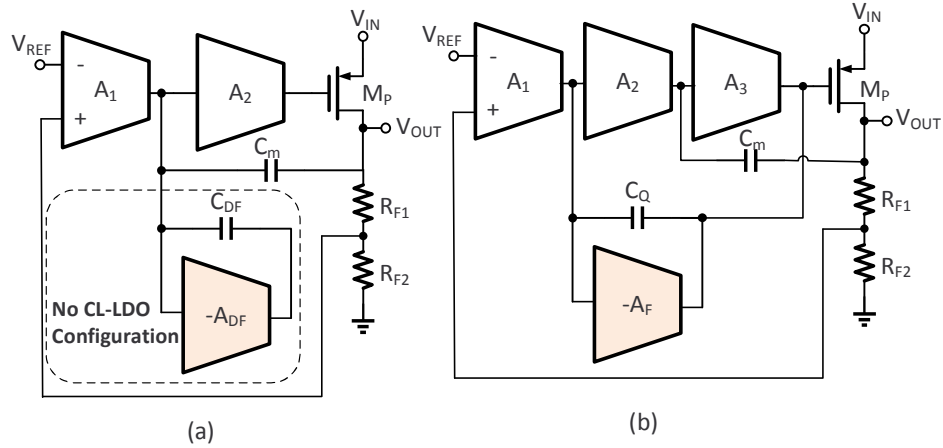 V_IN
V_REF
-
A_1
+
A_2
M_P
V_OUT
C_m
C_DF
R_F1
R_F2
-A_DF
No CL-LDO
Configuration
(a)
V_IN
V_REF
-
A_1
+
A_2
A_3
M_P
V_OUT
C_m
C_Q
R_F1
R_F2
-A_F
(b)